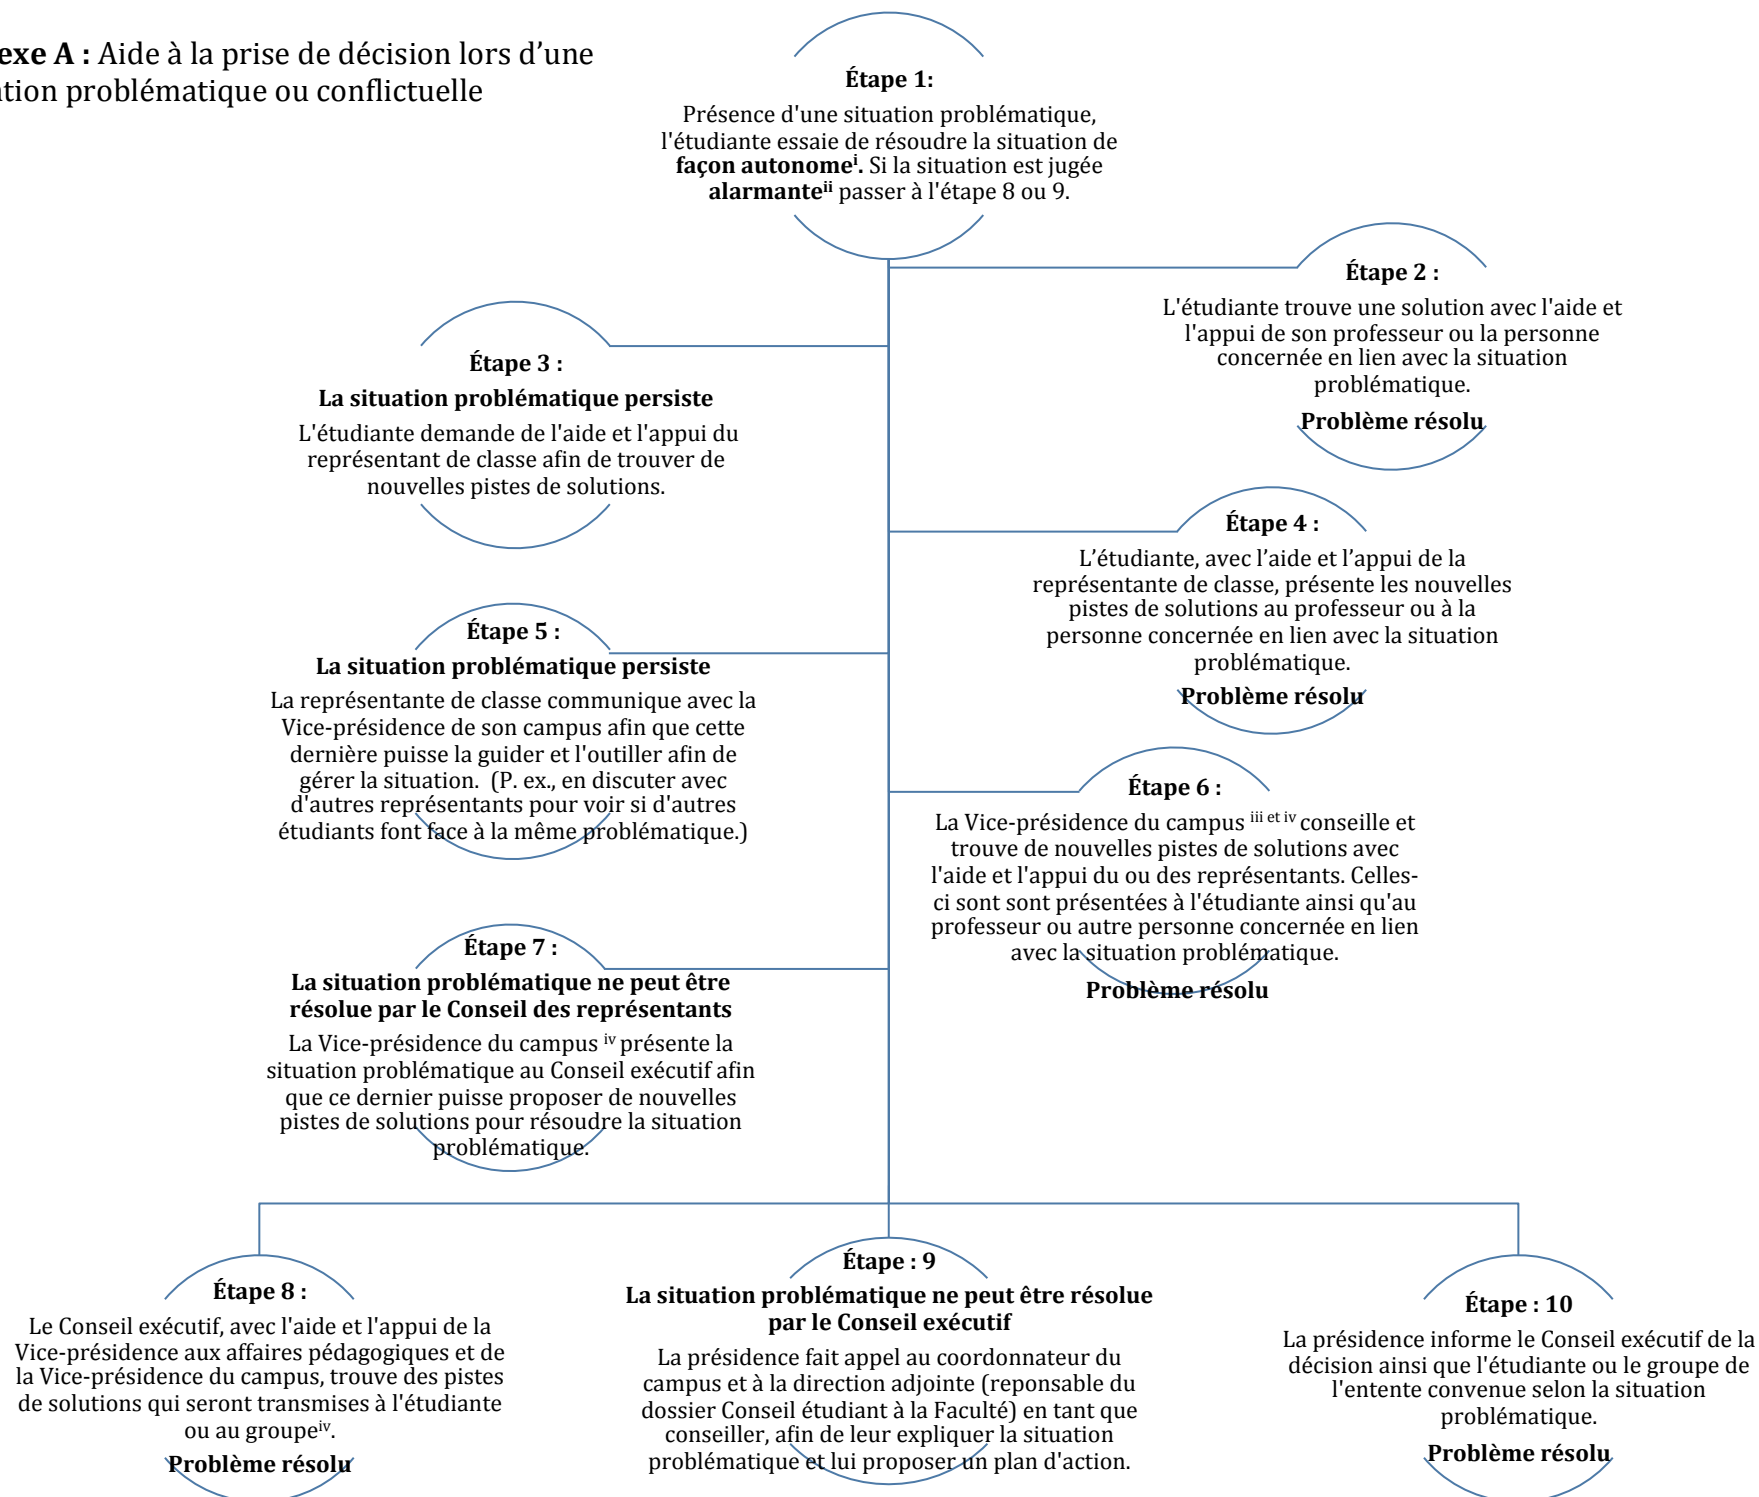 exe A : Aide à la prise de décision lors d’une
ation problématique ou conflictuelle
Étape 1:
Présence d'une situation problématique,
l'étudiante essaie de résoudre la situation de
façon autonomeⁱ. Si la situation est jugée
alarmanteⁱⁱ passer à l'étape 8 ou 9.
Étape 2 :
L'étudiante trouve une solution avec l'aide et
l'appui de son professeur ou la personne
concernée en lien avec la situation
problématique.
Problème résolu
Étape 3 :
La situation problématique persiste
L'étudiante demande de l'aide et l'appui du
représentant de classe afin de trouver de
nouvelles pistes de solutions.
Étape 4 :
L’étudiante, avec l’aide et l’appui de la
représentante de classe, présente les nouvelles
pistes de solutions au professeur ou à la
personne concernée en lien avec la situation
problématique.
Problème résolu
Étape 5 :
La situation problématique persiste
La représentante de classe communique avec la
Vice-présidence de son campus afin que cette
dernière puisse la guider et l'outiller afin de
gérer la situation. (P. ex., en discuter avec
d'autres représentants pour voir si d'autres
étudiants font face à la même problématique.)
Étape 6 :
La Vice-présidence du campus iii et iv conseille et
trouve de nouvelles pistes de solutions avec
l'aide et l'appui du ou des représentants. Celles-
ci sont sont présentées à l'étudiante ainsi qu'au
professeur ou autre personne concernée en lien
avec la situation problématique.
Problème résolu
Étape 7 :
La situation problématique ne peut être
résolue par le Conseil des représentants
La Vice-présidence du campus iv présente la
situation problématique au Conseil exécutif afin
que ce dernier puisse proposer de nouvelles
pistes de solutions pour résoudre la situation
problématique.
Étape 8 :
Le Conseil exécutif, avec l'aide et l'appui de la
Vice-présidence aux affaires pédagogiques et de
la Vice-présidence du campus, trouve des pistes
de solutions qui seront transmises à l'étudiante
ou au groupeiv.
Problème résolu
Étape : 9
La situation problématique ne peut être résolue
par le Conseil exécutif
La présidence fait appel au coordonnateur du
campus et à la direction adjointe (reponsable du
dossier Conseil étudiant à la Faculté) en tant que
conseiller, afin de leur expliquer la situation
problématique et lui proposer un plan d'action.
Étape : 10
La présidence informe le Conseil exécutif de la
décision ainsi que l'étudiante ou le groupe de
l'entente convenue selon la situation
problématique.
Problème résolu